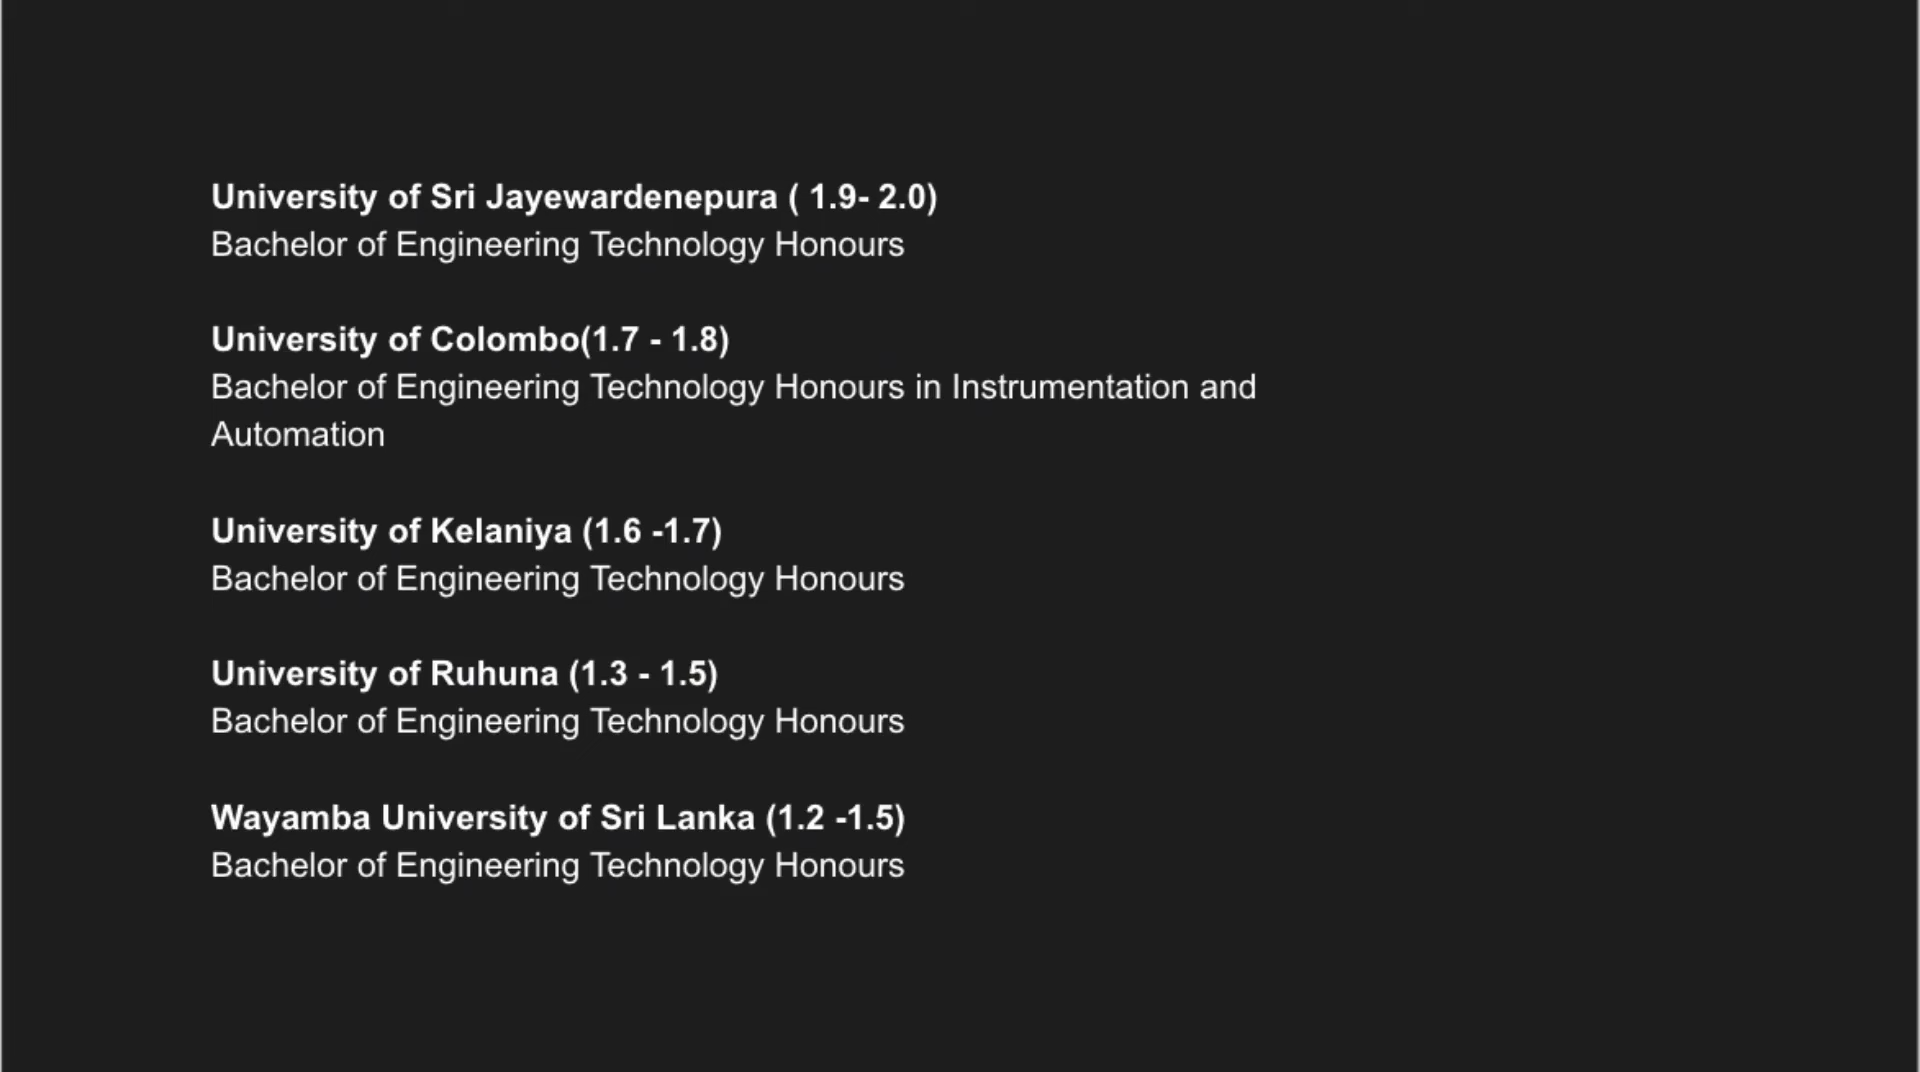 University of Sri Jayewardenepura ( 1.9- 2.0)
Bachelor of Engineering Technology Honours
University of Colombo(1.7 - 1.8)
Bachelor of Engineering Technology Honours in Instrumentation and
Automation
University of Kelaniya (1.6 -1.7)
Bachelor of Engineering Technology Honours
University of Ruhuna (1.3 - 1.5)
Bachelor of Engineering Technology Honours
Wayamba University of Sri Lanka (1.2 -1.5)
Bachelor of Engineering Technology Honours